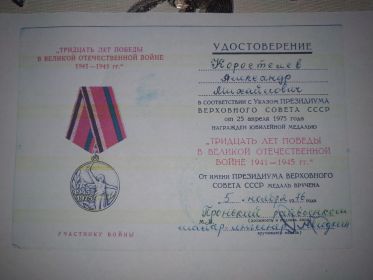 „ТРИДЦАТЬ ЛЕТ ПОБЕДЫ
В ВЕЛИКОЙ ОТЕЧЕСТВЕННОЙ ВОЙНЕ
1941—1945 гг."
УЧАСТНИКУ ВОЙНЫ
УДОСТОВЕРЕНИЕ
Коростелев
Александр
Михайлович
В СООТВЕТСТВИИ С УКАЗОМ ПРЕЗИДИУМА
ВЕРХОВНОГО СОВЕТА СССР
от 25 апреля 1975 года
НАГРАЖДЕН ЮБИЛЕЙНОЙ МЕДАЛЬЮ
„ТРИДЦАТЬ ЛЕТ ПОБЕДЫ
В ВЕЛИКОЙ ОТЕЧЕСТВЕННОЙ
ВОЙНЕ 1941—1945 гг."
ОТ ИМЕНИ ПРЕЗИДИУМА ВЕРХОВНОГО
СОВЕТА СССР МЕДАЛЬ ВРУЧЕНА
5 ноября 1976 года
М. П.